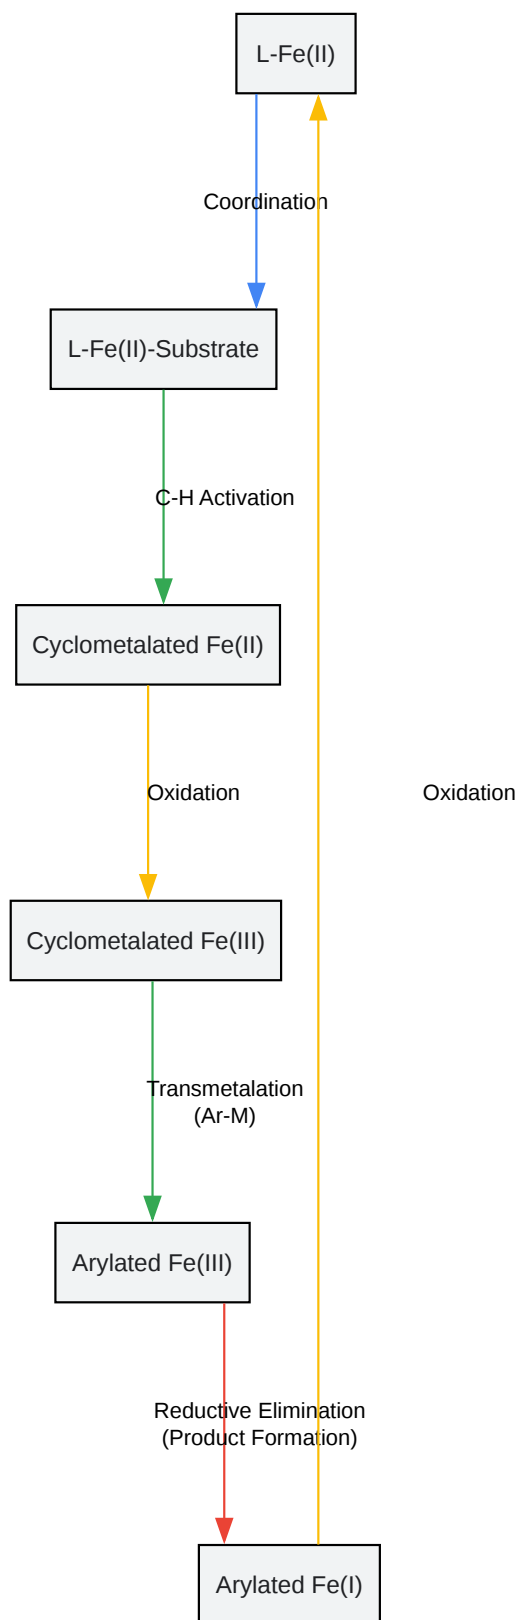 L-Fe(II)
Coordination
L-Fe(II)-Substrate
C-H Activation
Cyclometalated Fe(II)
Oxidation
Oxidation
Cyclometalated Fe(III)
Transmetalation
(Ar-M)
Arylated Fe(III)
Reductive Elimination
(Product Formation)
Arylated Fe(I)